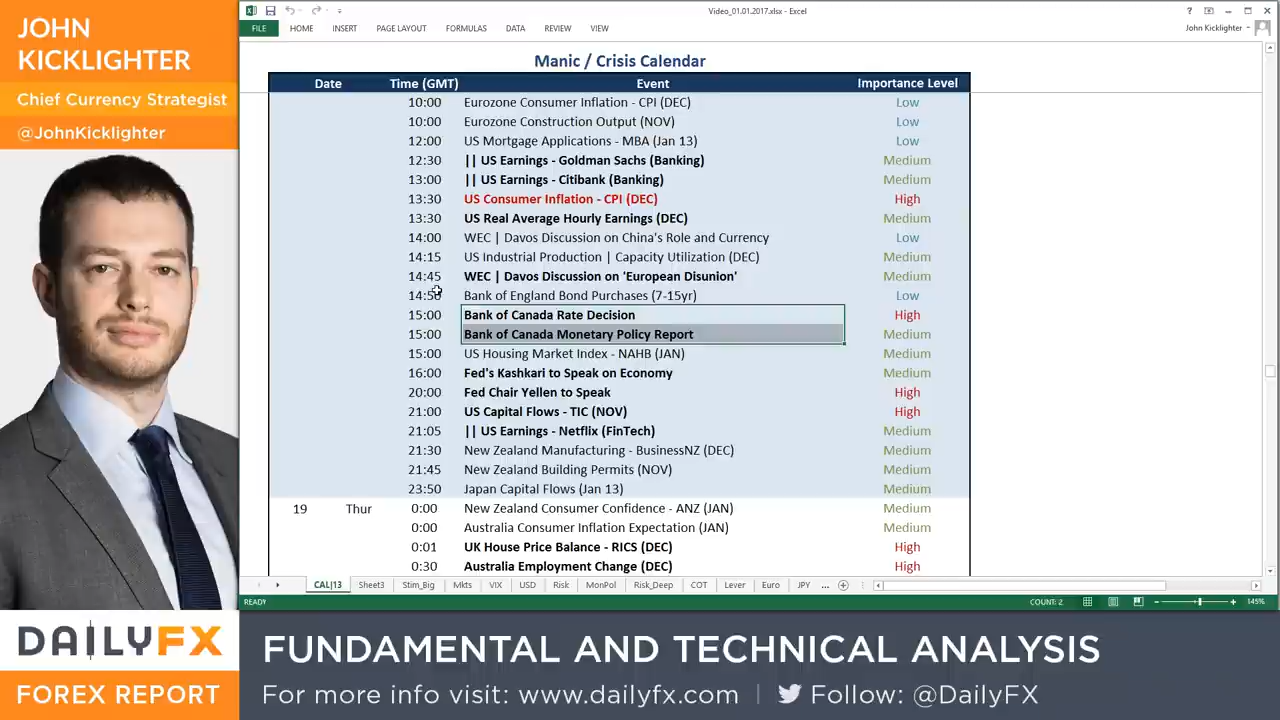 JOHN
KICKLIGHTER
Chief Currency Strategist
@JohnKicklighter
Video_01.01.2017.xlsx - Excel
FILE HOME INSERT PAGE LAYOUT FORMULAS DATA REVIEW VIEW John Kicklighter
Manic / Crisis Calendar
Date Time (GMT) Event Importance Level
10:00 Eurozone Consumer Inflation - CPI (DEC) Low
10:00 Eurozone Construction Output (NOV) Low
12:00 US Mortgage Applications - MBA (Jan 13) Low
12:30 || US Earnings - Goldman Sachs (Banking) Medium
13:00 || US Earnings - Citibank (Banking) Medium
13:30 US Consumer Inflation - CPI (DEC) High
13:30 US Real Average Hourly Earnings (DEC) Medium
14:00 WEC | Davos Discussion on China's Role and Currency Low
14:15 US Industrial Production | Capacity Utilization (DEC) Medium
14:45 WEC | Davos Discussion on 'European Disunion' Medium
14:50 Bank of England Bond Purchases (7-15yr) Low
15:00 Bank of Canada Rate Decision High
15:00 Bank of Canada Monetary Policy Report Medium
15:00 US Housing Market Index - NAHB (JAN) Medium
16:00 Fed's Kashkari to Speak on Economy Medium
20:00 Fed Chair Yellen to Speak High
21:00 US Capital Flows - TIC (NOV) High
21:05 || US Earnings - Netflix (FinTech) Medium
21:30 New Zealand Manufacturing - BusinessNZ (DEC) Medium
21:45 New Zealand Building Permits (NOV) Medium
23:50 Japan Capital Flows (Jan 13) Medium
19 Thur 0:00 New Zealand Consumer Confidence - ANZ (JAN) Medium
0:00 Australia Consumer Inflation Expectation (JAN) Medium
0:01 UK House Price Balance - RICS (DEC) High
0:30 Australia Employment Change (DEC) High
CAL|13 Sheet3 Stim_Big Mkts VIX USD Risk MonPol Risk_Deep COT Lever Euro JPY ...
READY COUNT: 2 145%
DAILYFX
FOREX REPORT
FUNDAMENTAL AND TECHNICAL ANALYSIS
For more info visit: www.dailyfx.com | Follow: @DailyFX